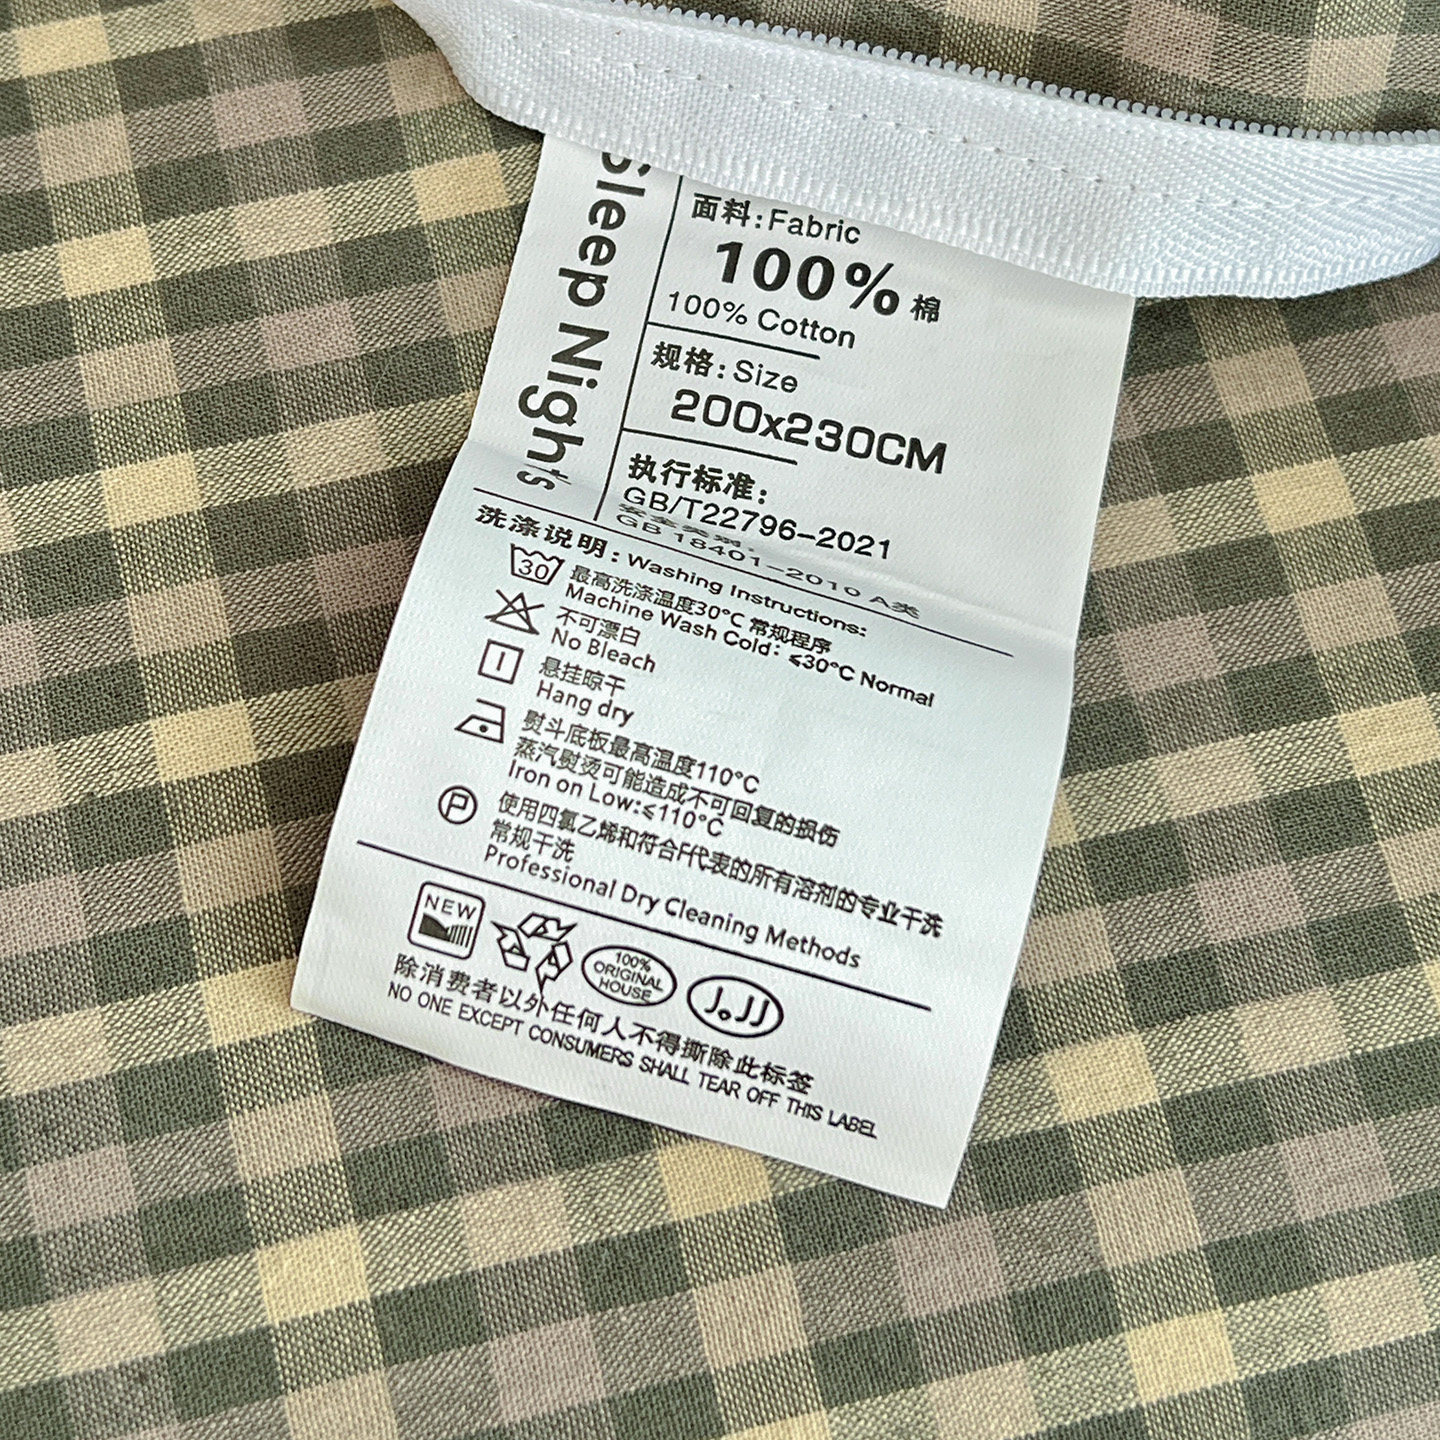 Sleep Night's
面料:Fabric
100%棉
100% Cotton
规格:Size
200x230CM
执行标准:
GB/T22796-2021
安全类别:
GB 18401-2010 A类
洗涤说明:Washing Instructions:
30
最高洗涤温度30°C 常规程序
Machine Wash Cold: ≤30°C Normal
不可漂白
No Bleach
悬挂晾干
Hang dry
熨斗底板最高温度110°C
蒸汽熨烫可能造成不可回复的损伤
Iron on Low:≤110°C
P
使用四氯乙烯和符合F代表的所有溶剂的专业干洗
常规干洗
Professional Dry Cleaning Methods
NEW
100%
ORIGINAL
HOUSE
J.JJ
除消费者以外任何人不得撕除此标签
NO ONE EXCEPT CONSUMERS SHALL TEAR OFF THIS LABEL